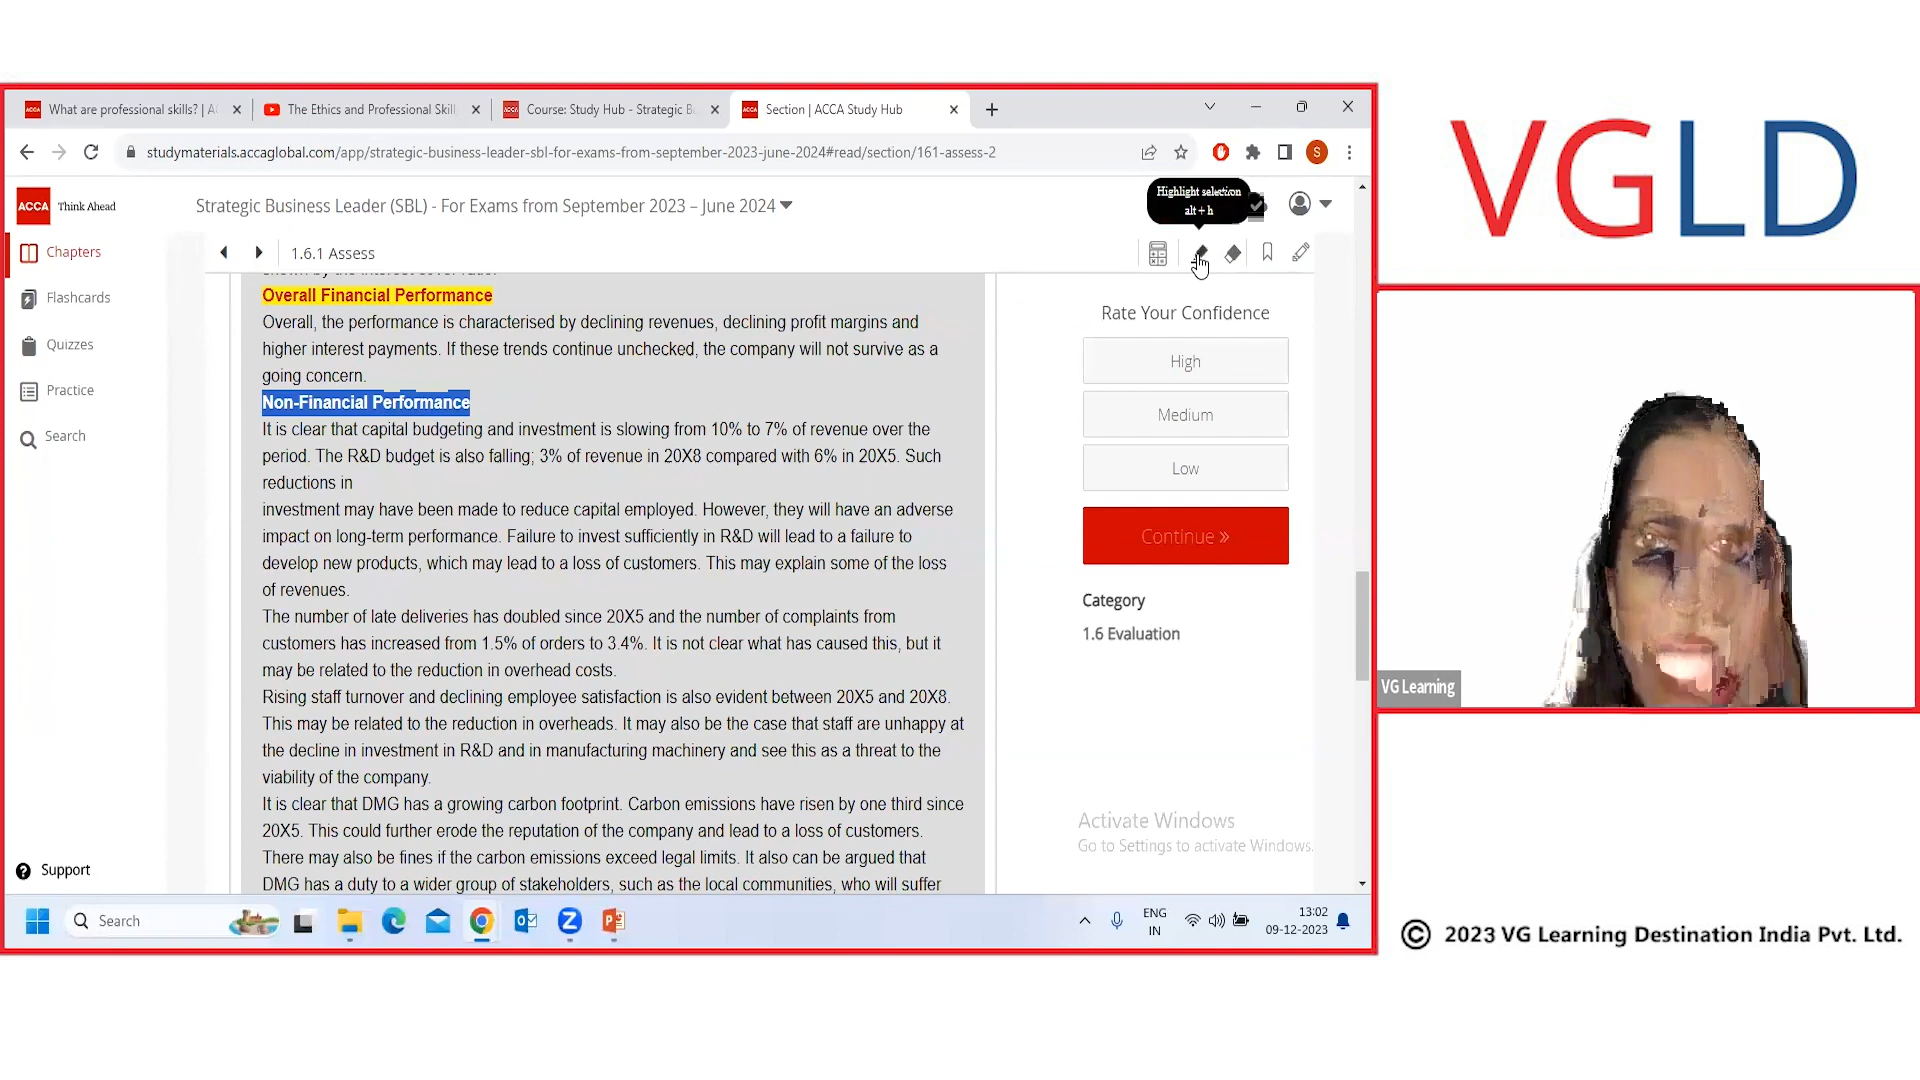 What are professional skills? | A
The Ethics and Professional Skill
Course: Study Hub - Strategic B
Section | ACCA Study Hub
studymaterials.accaglobal.com/app/strategic-business-leader-sbl-for-exams-from-september-2023-june-2024#read/section/161-assess-2
S
ACCA Think Ahead
Strategic Business Leader (SBL) - For Exams from September 2023 – June 2024
Highlight selection
alt + h
Chapters
Flashcards
Quizzes
Practice
Search
Support
1.6.1 Assess
Overall Financial Performance
Overall, the performance is characterised by declining revenues, declining profit margins and
higher interest payments. If these trends continue unchecked, the company will not survive as a
going concern.
Non-Financial Performance
It is clear that capital budgeting and investment is slowing from 10% to 7% of revenue over the
period. The R&D budget is also falling; 3% of revenue in 20X8 compared with 6% in 20X5. Such
reductions in
investment may have been made to reduce capital employed. However, they will have an adverse
impact on long-term performance. Failure to invest sufficiently in R&D will lead to a failure to
develop new products, which may lead to a loss of customers. This may explain some of the loss
of revenues.
The number of late deliveries has doubled since 20X5 and the number of complaints from
customers has increased from 1.5% of orders to 3.4%. It is not clear what has caused this, but it
may be related to the reduction in overhead costs.
Rising staff turnover and declining employee satisfaction is also evident between 20X5 and 20X8.
This may be related to the reduction in overheads. It may also be the case that staff are unhappy at
the decline in investment in R&D and in manufacturing machinery and see this as a threat to the
viability of the company.
It is clear that DMG has a growing carbon footprint. Carbon emissions have risen by one third since
20X5. This could further erode the reputation of the company and lead to a loss of customers.
There may also be fines if the carbon emissions exceed legal limits. It also can be argued that
DMG has a duty to a wider group of stakeholders, such as the local communities, who will suffer
Rate Your Confidence
High
Medium
Low
Continue »
Category
1.6 Evaluation
Activate Windows
Go to Settings to activate Windows.
Search
ENG
IN
13:02
09-12-2023
VGLD
VG Learning
© 2023 VG Learning Destination India Pvt. Ltd.